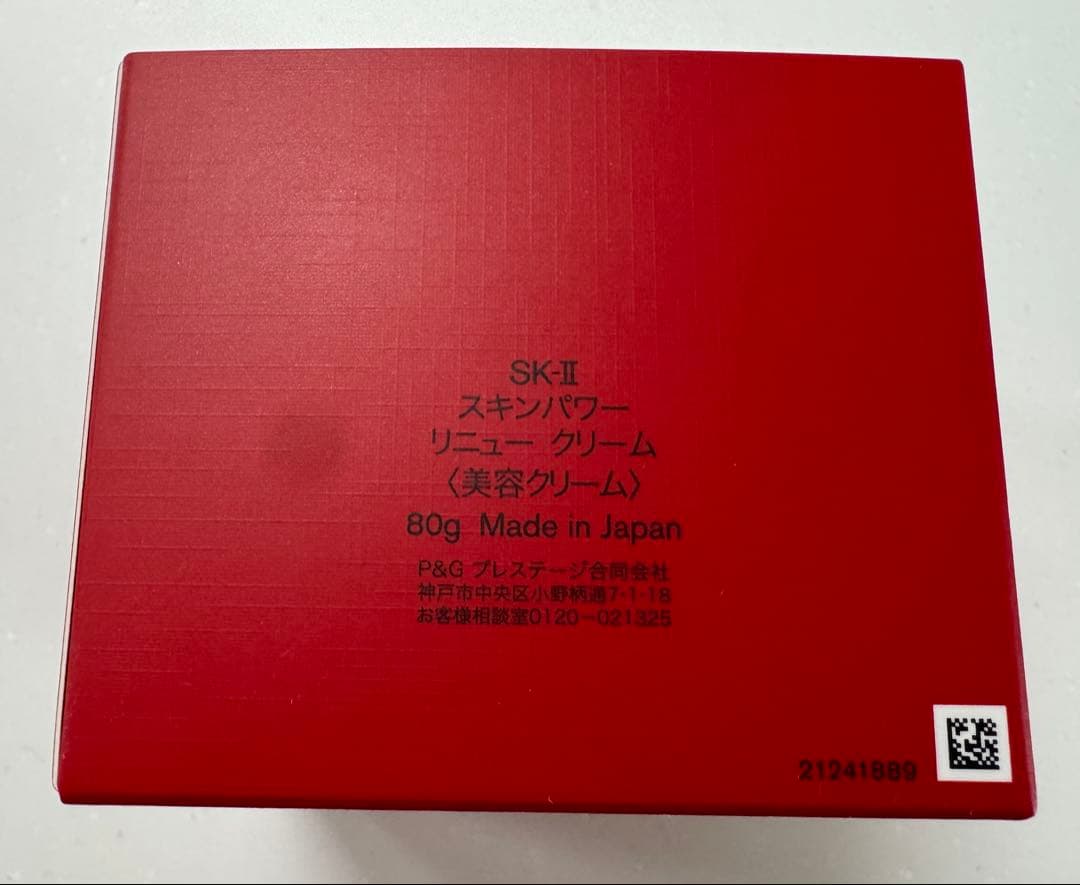 SK-Ⅱ
スキンパワー
リニュー クリーム
〈美容クリーム〉
80g Made in Japan
P&G プレステージ合同会社
神戸市中央区小野柄通7-1-18
お客様相談室0120-021325
21241889